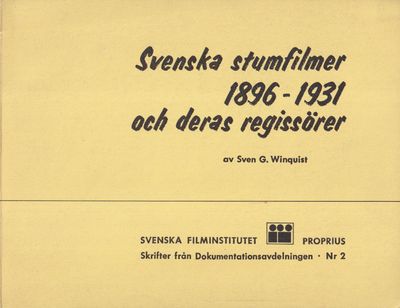 Svenska stumfilmer
1896 - 1931
och deras regissörer
av Sven G. Winquist
SVENSKA FILMINSTITUTET PROPRIUS
Skrifter från Dokumentationsavdelningen · Nr 2